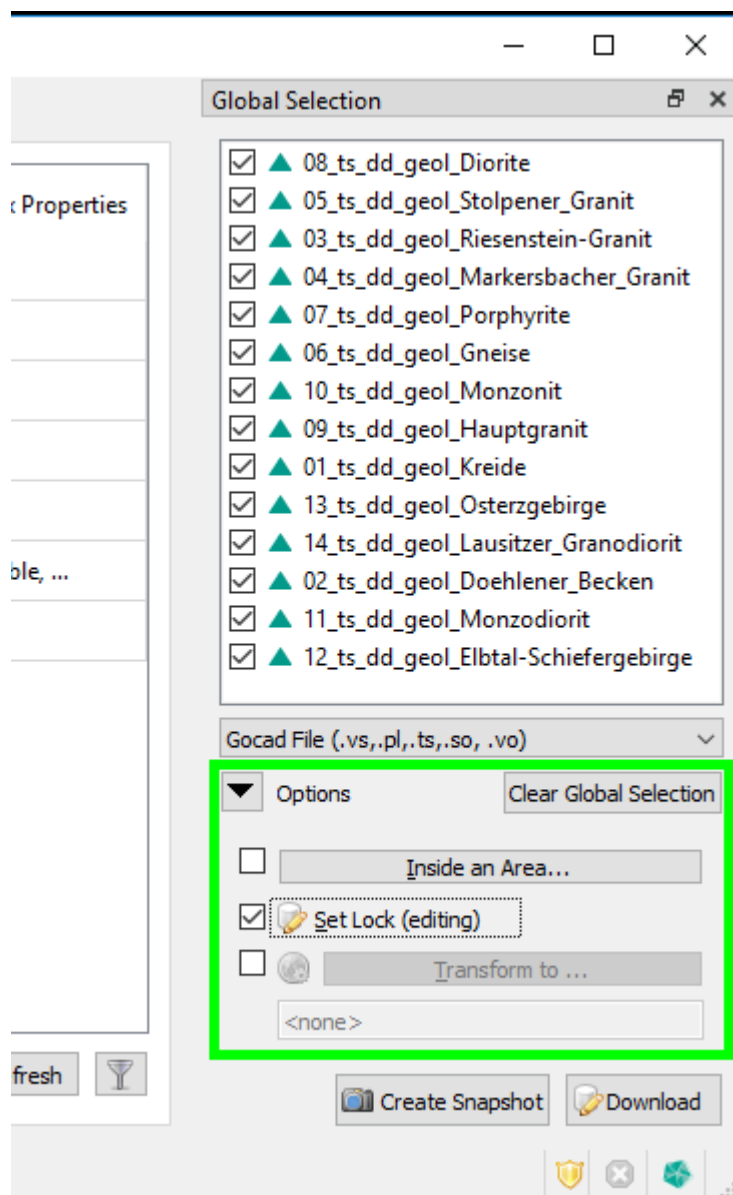 Global Selection
x Properties
08_ts_dd_geol_Diorite
05_ts_dd_geol_Stolpener_Granit
03_ts_dd_geol_Riesenstein-Granit
04_ts_dd_geol_Markersbacher_Granit
07_ts_dd_geol_Porphyrite
06_ts_dd_geol_Gneise
10_ts_dd_geol_Monzonit
09_ts_dd_geol_Hauptgranit
01_ts_dd_geol_Kreide
13_ts_dd_geol_Osterzgebirge
14_ts_dd_geol_Lausitzer_Granodiorit
ble, ...
02_ts_dd_geol_Doehlener_Becken
11_ts_dd_geol_Monzodiorit
12_ts_dd_geol_Elbtal-Schiefergebirge
Gocad File (.vs,.pl,.ts,.so, .vo)
Options Clear Global Selection
Inside an Area...
Set Lock (editing)
Transform to ...
<none>
fresh
Create Snapshot Download